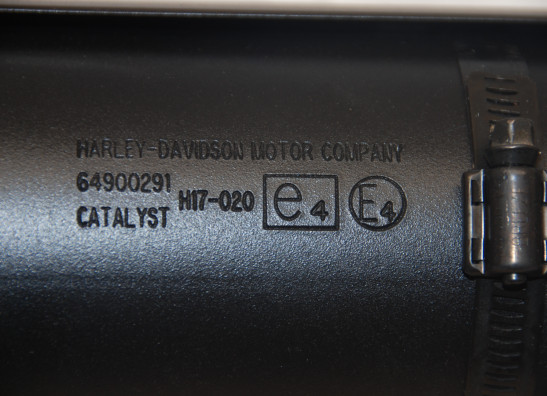 HARLEY-DAVIDSON MOTOR COMPANY
64900291
CATALYST H17-020 e4 E4